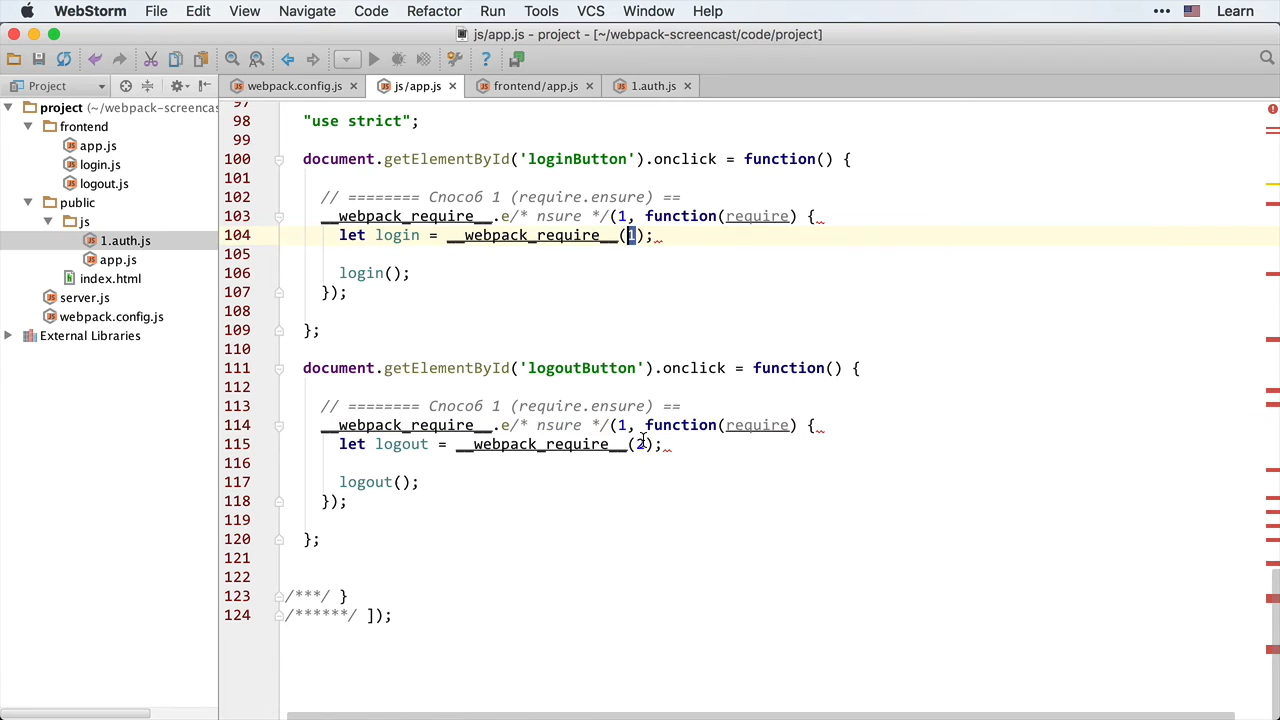 WebStorm File Edit View Navigate Code Refactor Run Tools VCS Window Help ••• Learn
js/app.js - project - [~/webpack-screencast/code/project]
Project webpack.config.js js/app.js frontend/app.js 1.auth.js
project (~/webpack-screencas
frontend
app.js
login.js
logout.js
public
js
1.auth.js
app.js
index.html
server.js
webpack.config.js
External Libraries
97
98 "use strict";
99
100 document.getElementById('loginButton').onclick = function() {
101
102 // ======== Способ 1 (require.ensure) ==
103 __webpack_require__.e/* nsure */(1, function(require) {
104 let login = __webpack_require__(1);
105
106 login();
107 });
108
109 };
110
111 document.getElementById('logoutButton').onclick = function() {
112
113 // ======== Способ 1 (require.ensure) ==
114 __webpack_require__.e/* nsure */(1, function(require) {
115 let logout = __webpack_require__(2);
116
117 logout();
118 });
119
120 };
121
122
123 /***/ }
124 /******/ ]);